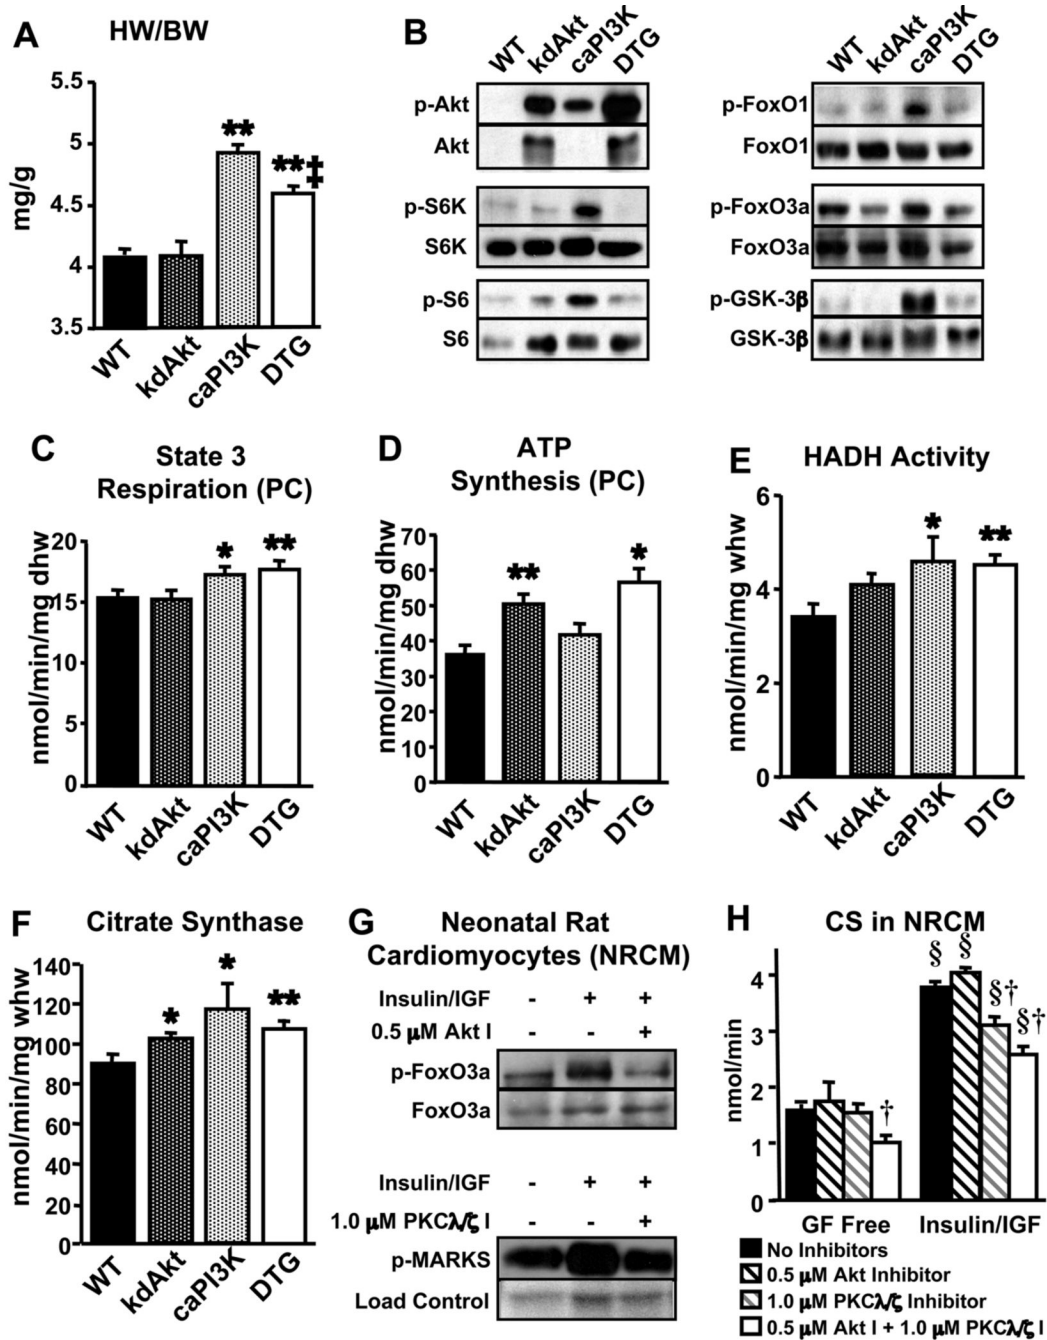 A
HW/BW
5.5
5
4.5
4
3.5
mg/g
**
**‡
WT
kdAkt
caPI3K
DTG
B
WT
kdAkt
caPI3K
DTG
p-Akt
Akt
p-S6K
S6K
p-S6
S6
WT
kdAkt
caPI3K
DTG
p-FoxO1
FoxO1
p-FoxO3a
FoxO3a
p-GSK-3β
GSK-3β
C
State 3
Respiration (PC)
nmol/min/mg dhw
20
15
10
5
0
*
**
WT
kdAkt
caPI3K
DTG
D
ATP
Synthesis (PC)
nmol/min/mg dhw
70
60
50
40
30
20
10
0
**
*
WT
kdAkt
caPI3K
DTG
E
HADH Activity
nmol/min/mg whw
6
4
2
0
*
**
WT
kdAkt
caPI3K
DTG
F
Citrate Synthase
nmol/min/mg whw
140
120
100
80
60
40
20
0
*
*
**
WT
kdAkt
caPI3K
DTG
G
Neonatal Rat
Cardiomyocytes (NRCM)
Insulin/IGF - + +
0.5 μM Akt I - - +
p-FoxO3a
FoxO3a
Insulin/IGF - + +
1.0 μM PKCλ/ζ I - - +
p-MARKS
Load Control
H
CS in NRCM
nmol/min
4
3
2
1
0
†
§
§
§†
§†
GF Free
Insulin/IGF
No Inhibitors
0.5 μM Akt Inhibitor
1.0 μM PKCλ/ζ Inhibitor
0.5 μM Akt I + 1.0 μM PKCλ/ζ I